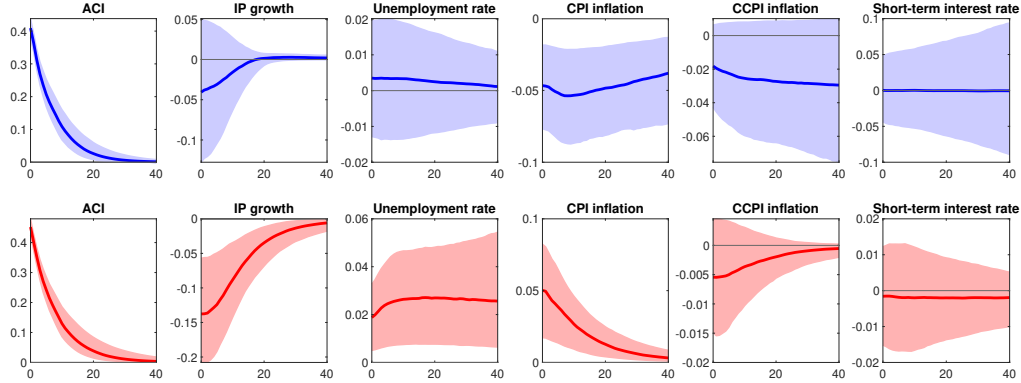 ACI IP growth Unemployment rate CPI inflation CCPI inflation Short-term interest rate
0.4 0.3 0.2 0.1 0
0.05 0 -0.05 -0.1
0.02 0.01 0 -0.01 -0.02
0 -0.05 -0.1
0 -0.02 -0.04 -0.06
0.1 0.05 0 -0.05 -0.1
0 20 40 0 20 40 0 20 40 0 20 40 0 20 40 0 20 40
ACI IP growth Unemployment rate CPI inflation CCPI inflation Short-term interest rate
0.4 0.3 0.2 0.1 0
0 -0.05 -0.1 -0.15 -0.2
0.06 0.04 0.02 0.00
0.1 0.05 0
0 -0.005 -0.01 -0.015 -0.02
0.02 0.01 0 -0.01 -0.02
0 20 40 0 20 40 0 20 40 0 20 40 0 20 40 0 20 40